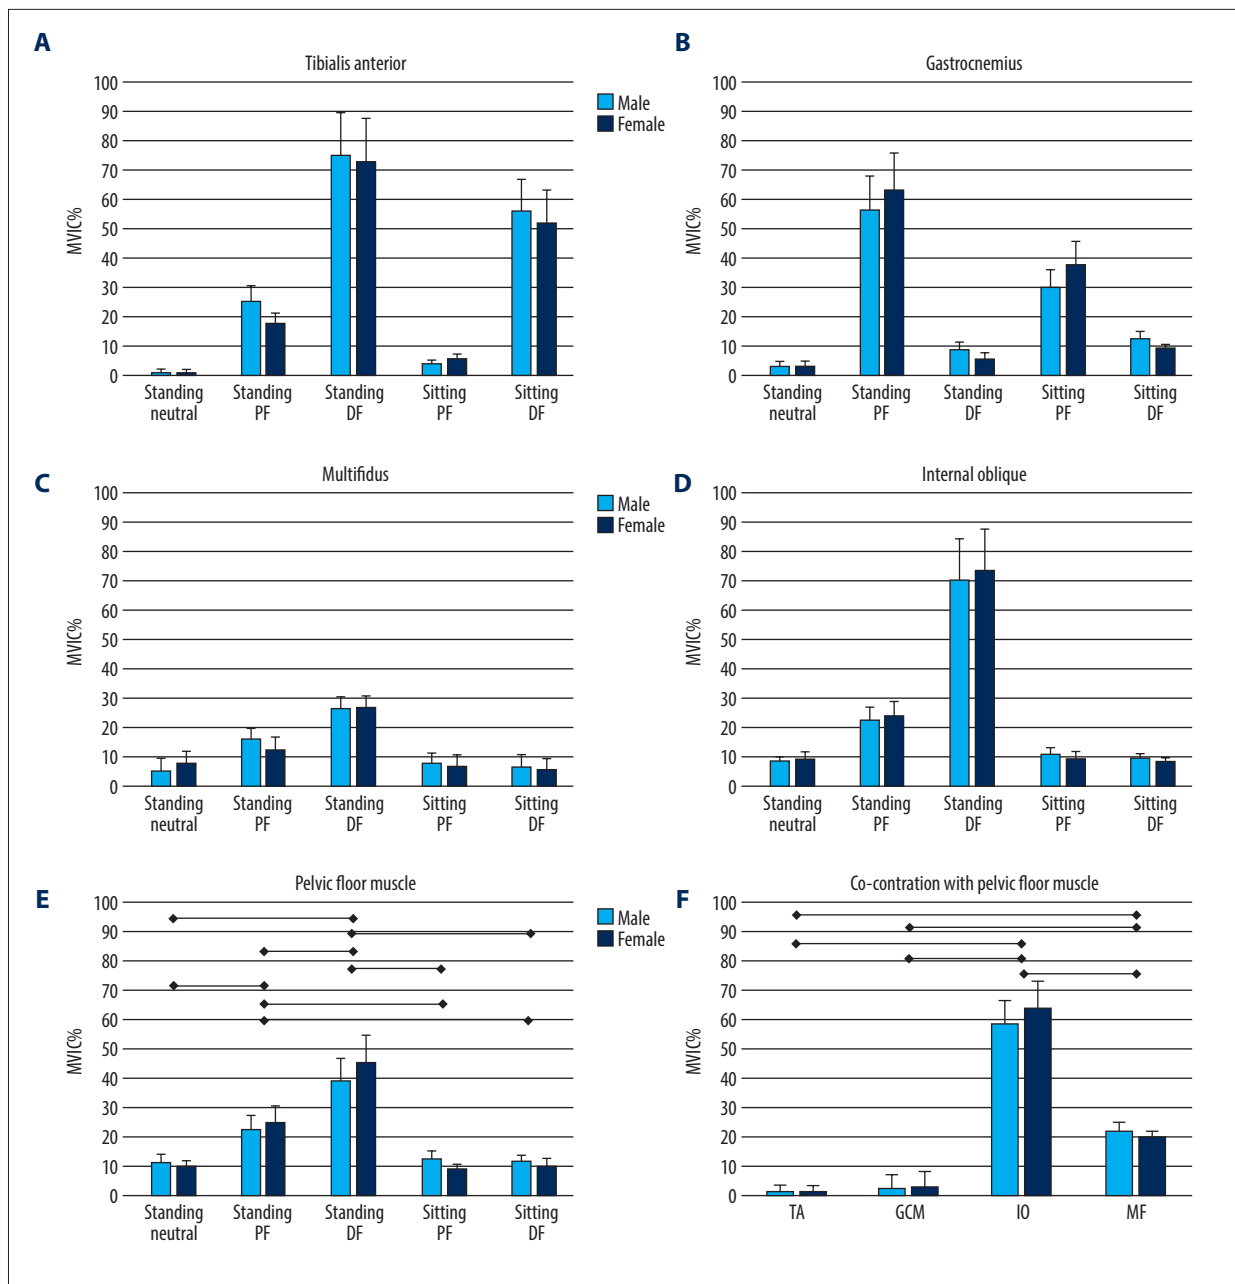 A
Tibialis anterior
MVIC%
100
90
80
70
60
50
40
30
20
10
0
Standing neutral
Standing PF
Standing DF
Sitting PF
Sitting DF
Male
Female
B
Gastrocnemius
MVIC%
100
90
80
70
60
50
40
30
20
10
0
Standing neutral
Standing PF
Standing DF
Sitting PF
Sitting DF
C
Multifidus
MVIC%
100
90
80
70
60
50
40
30
20
10
0
Standing neutral
Standing PF
Standing DF
Sitting PF
Sitting DF
Male
Female
D
Internal oblique
MVIC%
100
90
80
70
60
50
40
30
20
10
0
Standing neutral
Standing PF
Standing DF
Sitting PF
Sitting DF
E
Pelvic floor muscle
MVIC%
100
90
80
70
60
50
40
30
20
10
0
Standing neutral
Standing PF
Standing DF
Sitting PF
Sitting DF
Male
Female
F
Co-contration with pelvic floor muscle
MVIC%
100
90
80
70
60
50
40
30
20
10
0
TA
GCM
IO
MF